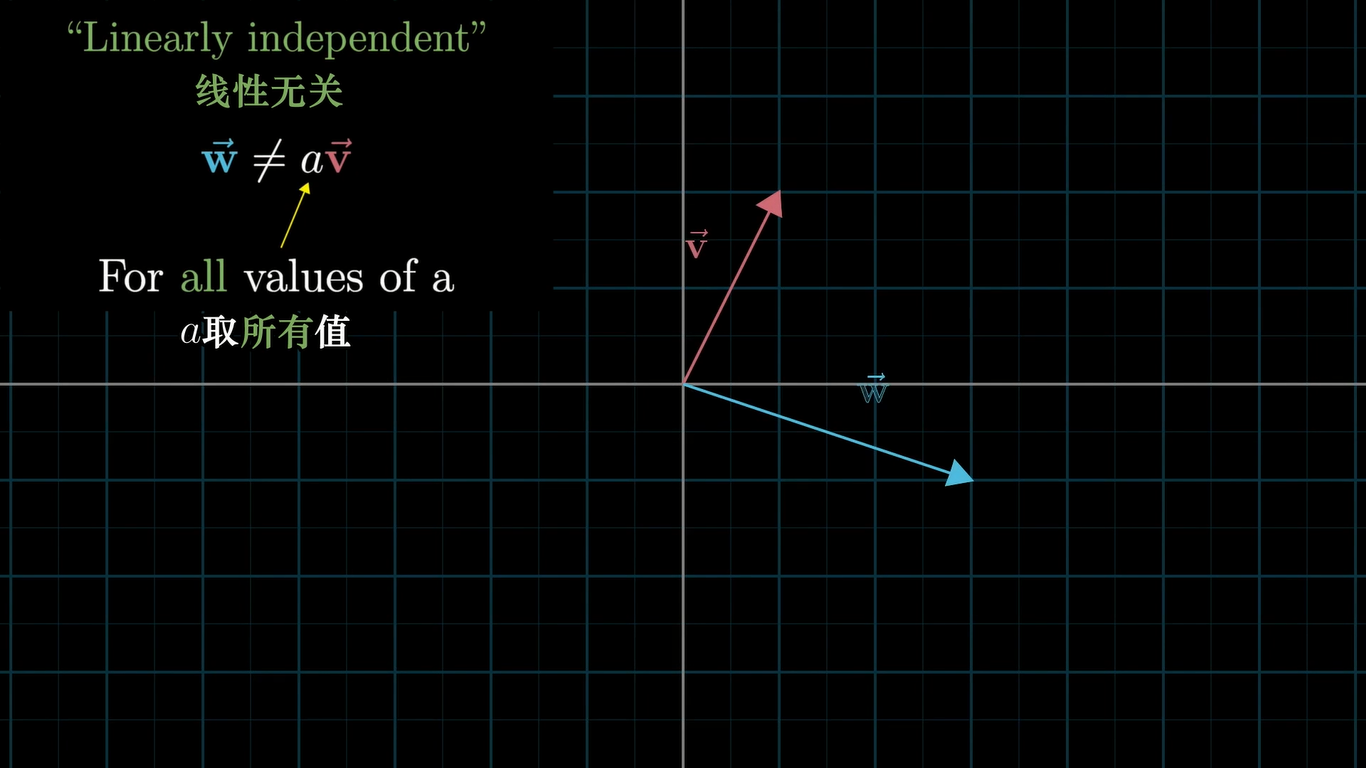 “Linearly independent”
线性无关
w⃗ ≠ av⃗
For all values of a
a取所有值
v⃗
w⃗